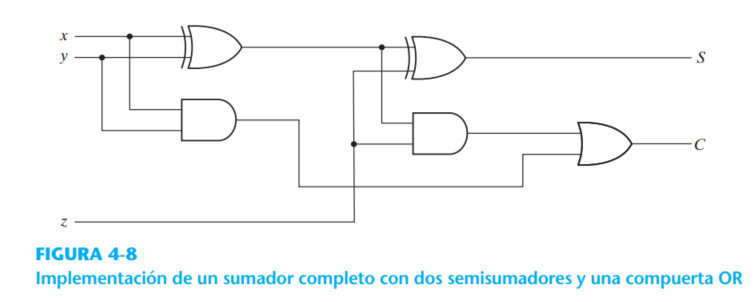 x
y
S
C
z
FIGURA 4-8
Implementación de un sumador completo con dos semisumadores y una compuerta OR